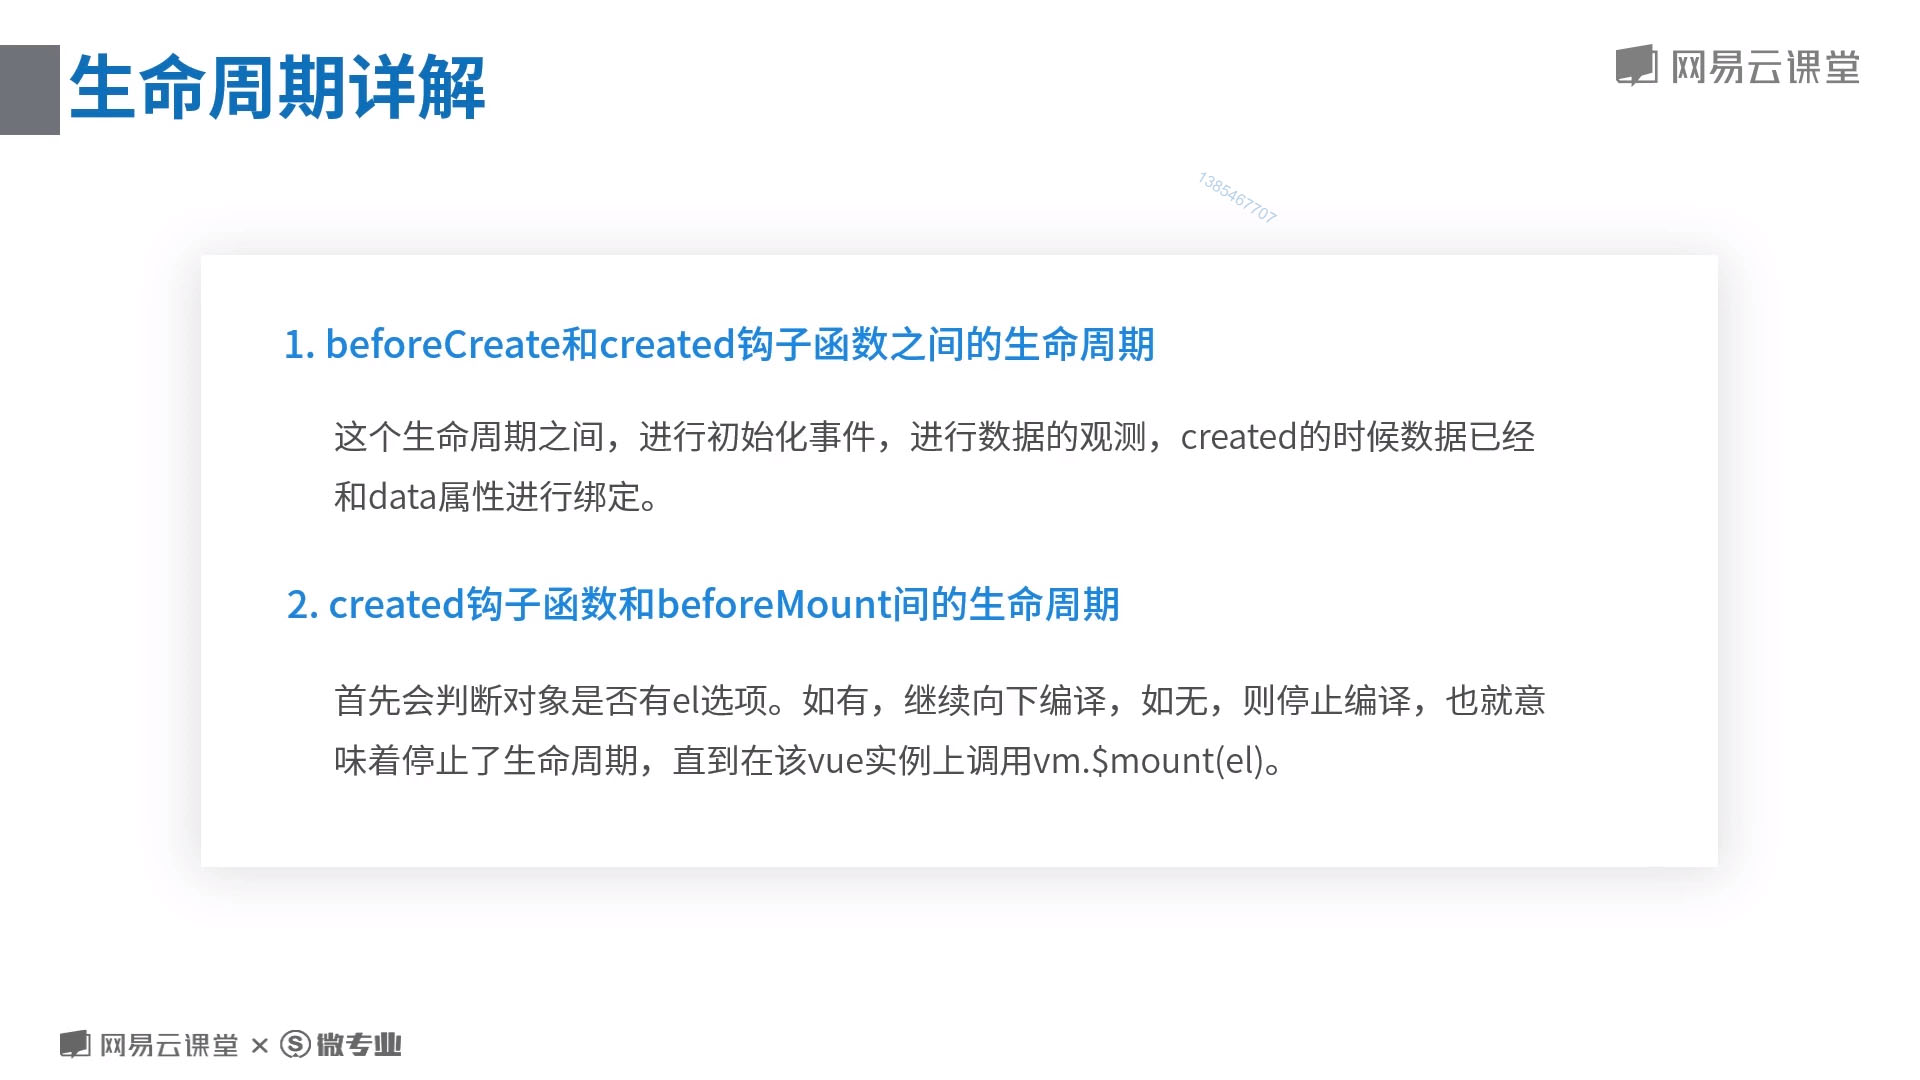 生命周期详解
网易云课堂
1385467707
1. beforeCreate和created钩子函数之间的生命周期
这个生命周期之间，进行初始化事件，进行数据的观测，created的时候数据已经
和data属性进行绑定。
2. created钩子函数和beforeMount间的生命周期
首先会判断对象是否有el选项。如有，继续向下编译，如无，则停止编译，也就意
味着停止了生命周期，直到在该vue实例上调用vm.$mount(el)。
网易云课堂 × S 微专业